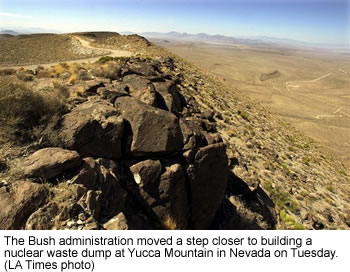 The Bush administration moved a step closer to building a
nuclear waste dump at Yucca Mountain in Nevada on Tuesday.
(LA Times photo)